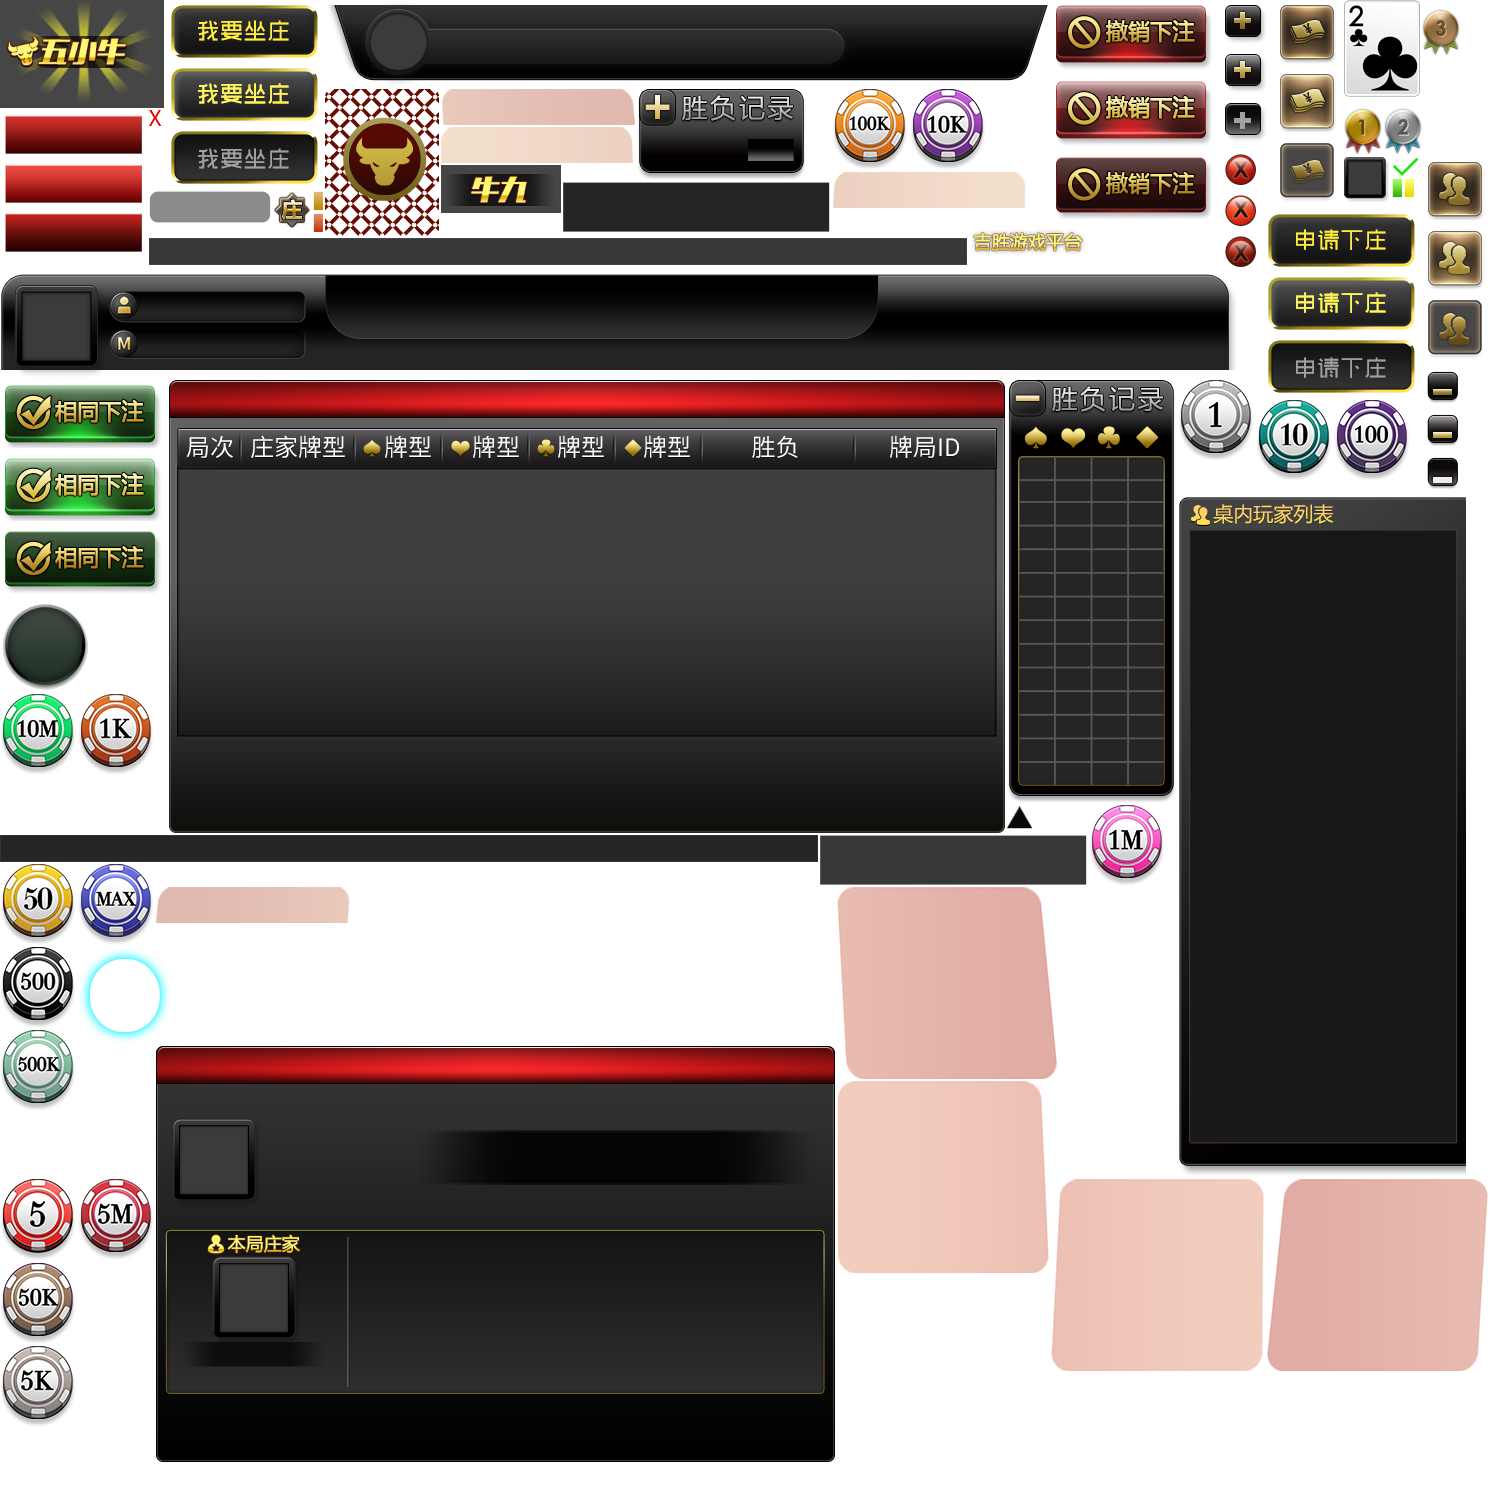 五小牛
我要坐庄
我要坐庄
我要坐庄
X
庄
牛九
胜负记录
100K
10K
撤销下注
撤销下注
撤销下注
X
X
X
2
3
1
2
吉胜游戏平台
申请下庄
申请下庄
申请下庄
M
相同下注
相同下注
相同下注
局次 庄家牌型 牌型 牌型 牌型 牌型 胜负 牌局ID
胜负记录
1
10
100
桌内玩家列表
10M
1K
1M
50
MAX
500
500K
5
5M
50K
5K
本局庄家